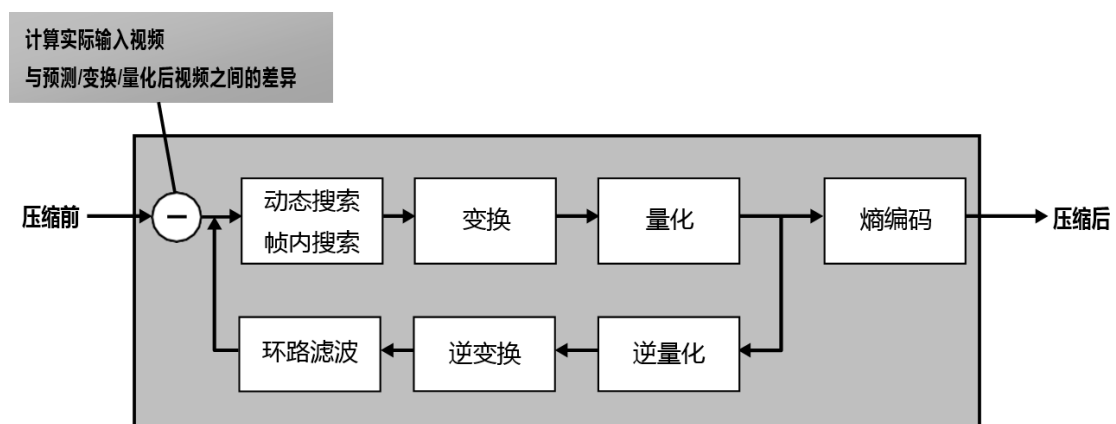 计算实际输入视频
与预测/变换/量化后视频之间的差异
压缩前
动态搜索
帧内搜索
变换
量化
熵编码
压缩后
环路滤波
逆变换
逆量化